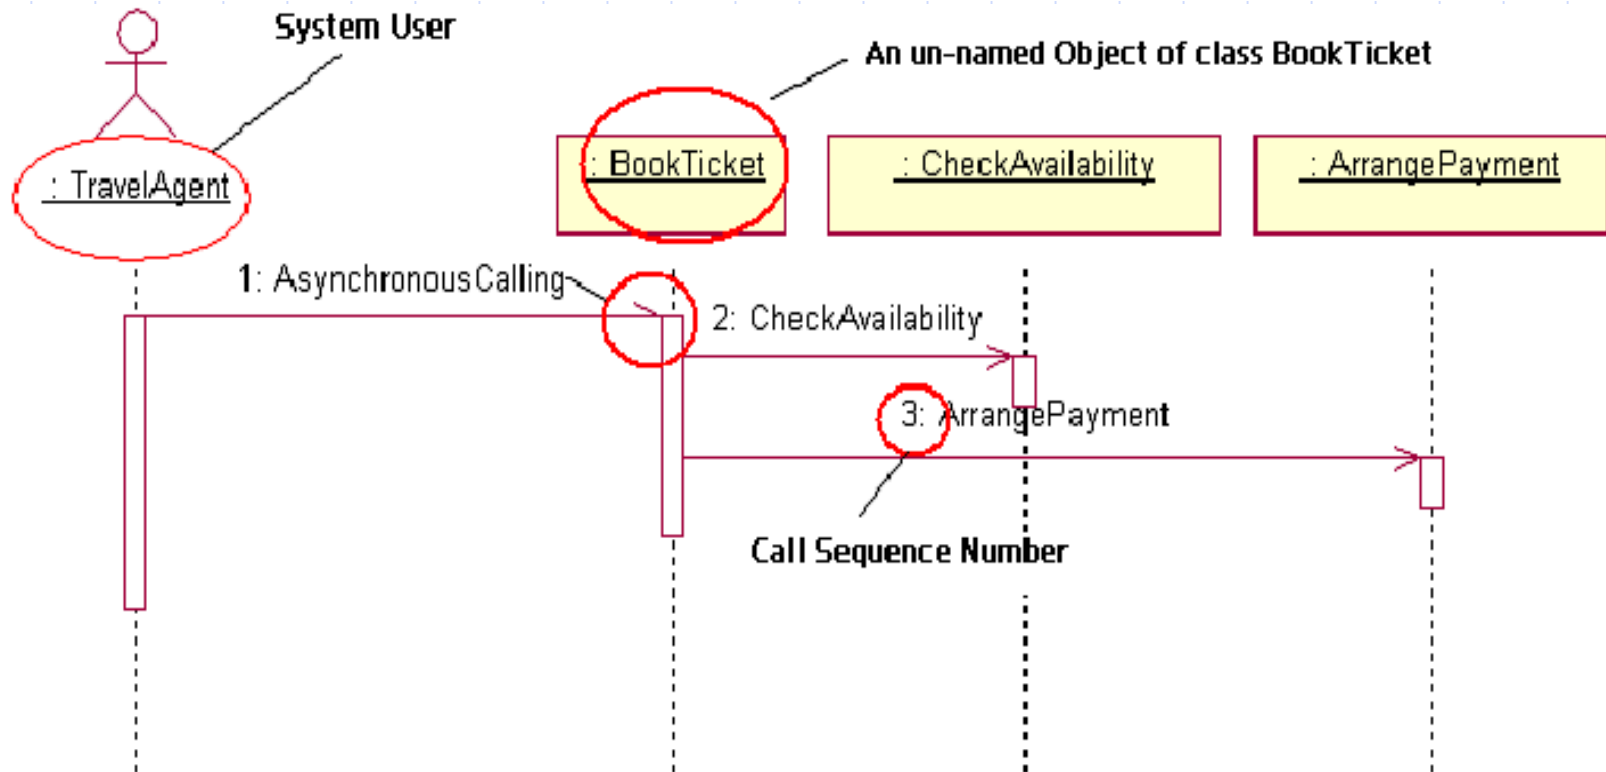 System User
An un-named Object of class BookTicket
: TravelAgent
: BookTicket
: CheckAvailability
: ArrangePayment
1: AsynchronousCalling
2: CheckAvailability
3: ArrangePayment
Call Sequence Number